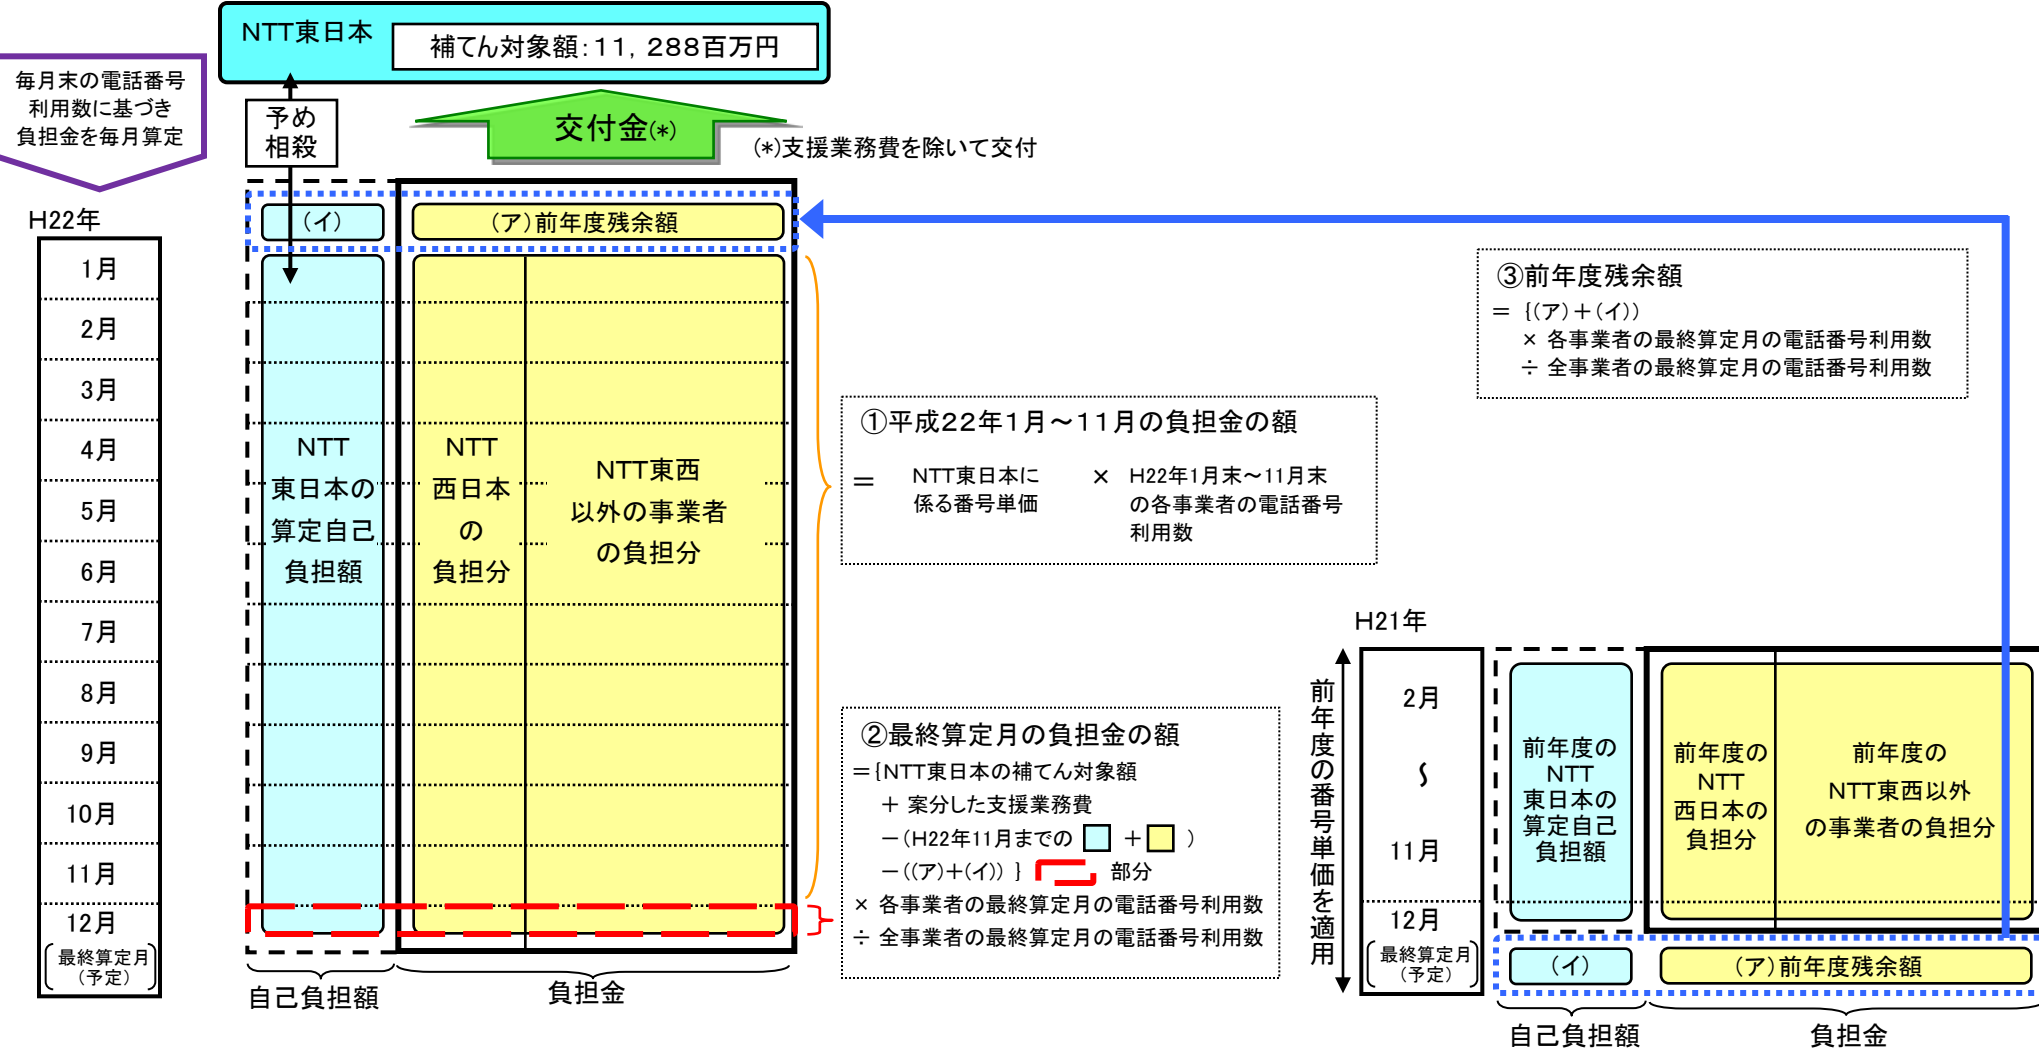 NTT東日本
補てん対象額：11，288百万円
毎月末の電話番号
利用数に基づき
負担金を毎月算定
予め
相殺
交付金(*)
(*)支援業務費を除いて交付
H22年
1月
2月
3月
4月
5月
6月
7月
8月
9月
10月
11月
12月
最終算定月
（予定）
（イ）
（ア）前年度残余額
NTT
東日本の
算定自己
負担額
NTT
西日本
の
負担分
NTT東西
以外の事業者
の負担分
自己負担額
負担金
①平成22年1月～11月の負担金の額
＝ NTT東日本に
係る番号単価
× H22年1月末～11月末
の各事業者の電話番号
利用数
②最終算定月の負担金の額
＝{NTT東日本の補てん対象額
＋ 案分した支援業務費
－（H22年11月までの ＋ ）
－((ア)+(イ)) } 部分
× 各事業者の最終算定月の電話番号利用数
÷ 全事業者の最終算定月の電話番号利用数
③前年度残余額
＝ {(ア)＋(イ))
× 各事業者の最終算定月の電話番号利用数
÷ 全事業者の最終算定月の電話番号利用数
H21年
前年度の番号単価を適用
2月
～
11月
12月
最終算定月
（予定）
前年度の
NTT
東日本の
算定自己
負担額
前年度の
NTT
西日本の
負担分
前年度の
NTT東西以外
の事業者の負担分
（イ）
（ア）前年度残余額
自己負担額
負担金